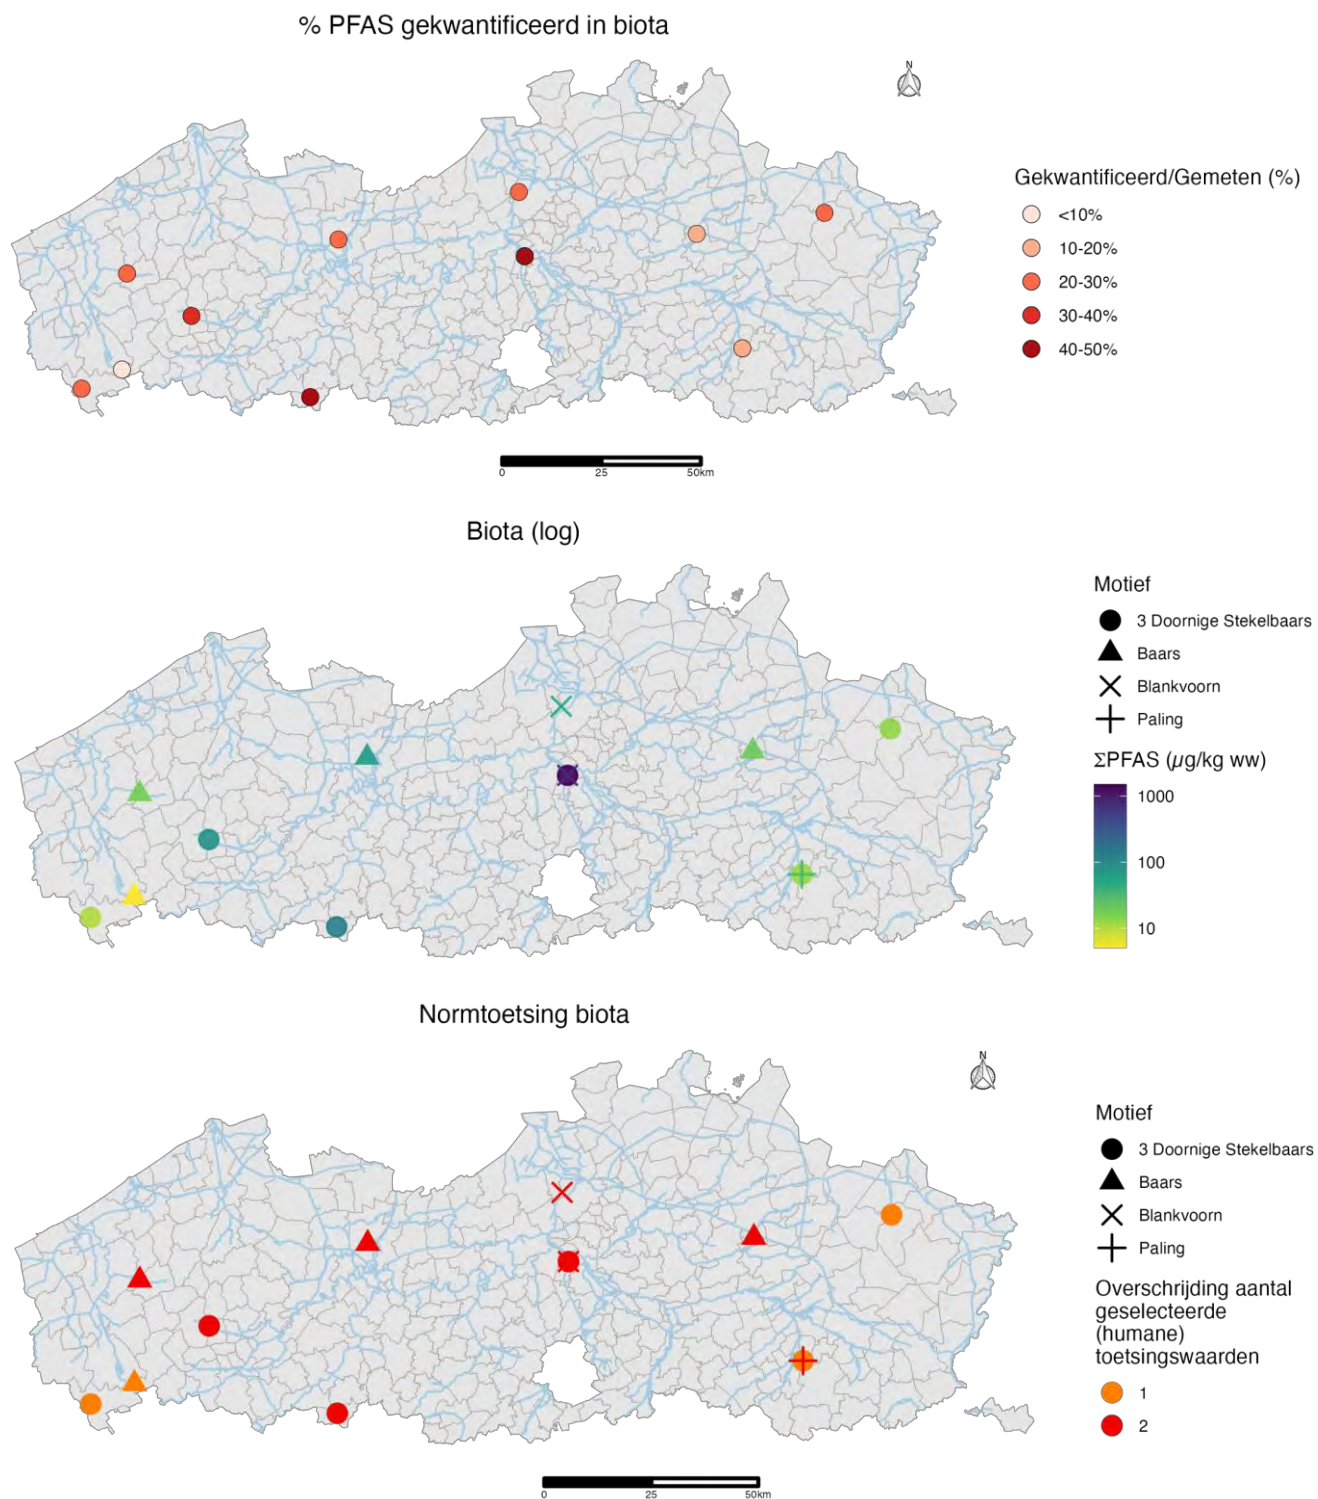 % PFAS gekwantificeerd in biota
N
Gekwantificeerd/Gemeten (%)
<10%
10-20%
20-30%
30-40%
40-50%
0 25 50km
Biota (log)
Motief
3 Doornige Stekelbaars
Baars
Blankvoorn
Paling
ΣPFAS (µg/kg ww)
1000
100
10
Normtoetsing biota
N
Motief
3 Doornige Stekelbaars
Baars
Blankvoorn
Paling
Overschrijding aantal
geselecteerde
(humane)
toetsingswaarden
1
2
0 25 50km